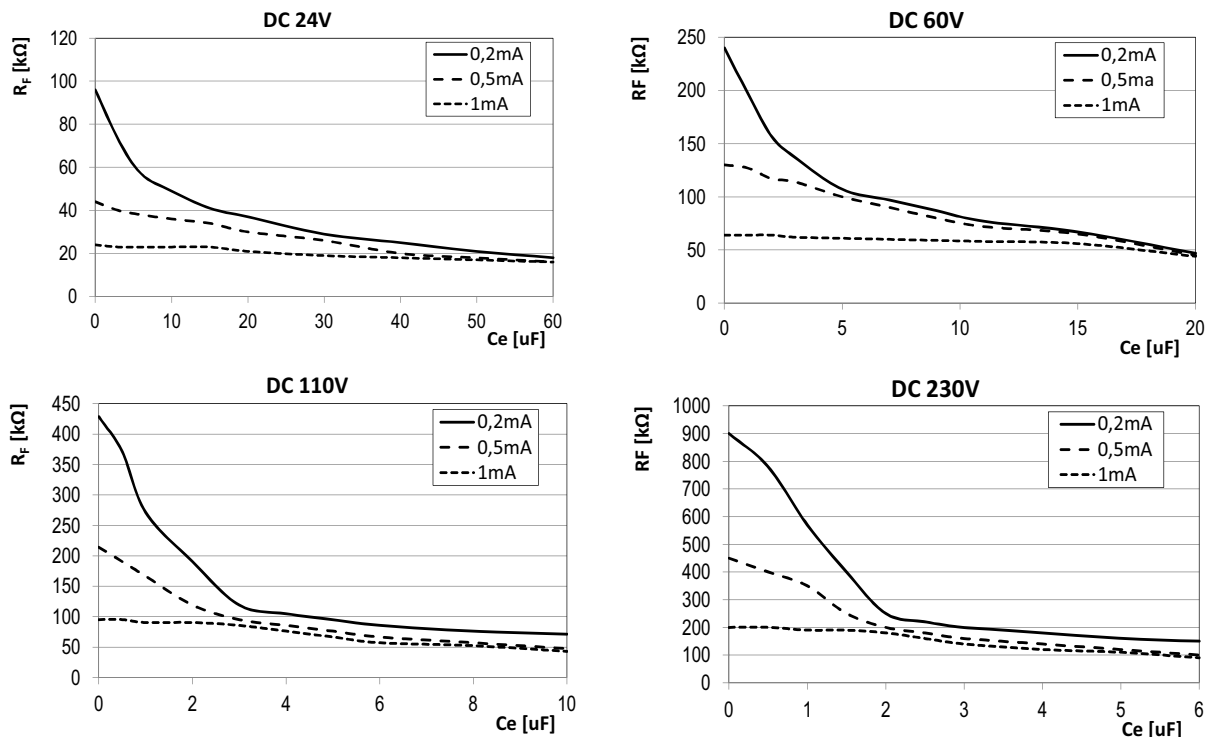 DC 24V
R_F [kΩ]
120
100
80
60
40
20
0
0,2mA
0,5mA
1mA
0 10 20 30 40 50 60
Ce [uF]
DC 60V
RF [kΩ]
250
200
150
100
50
0
0,2mA
0,5ma
1mA
0 5 10 15 20
Ce [uF]
DC 110V
R_F [kΩ]
450
400
350
300
250
200
150
100
50
0
0,2mA
0,5mA
1mA
0 2 4 6 8 10
Ce [uF]
DC 230V
RF [kΩ]
1000
900
800
700
600
500
400
300
200
100
0
0,2mA
0,5mA
1mA
0 1 2 3 4 5 6
Ce [uF]